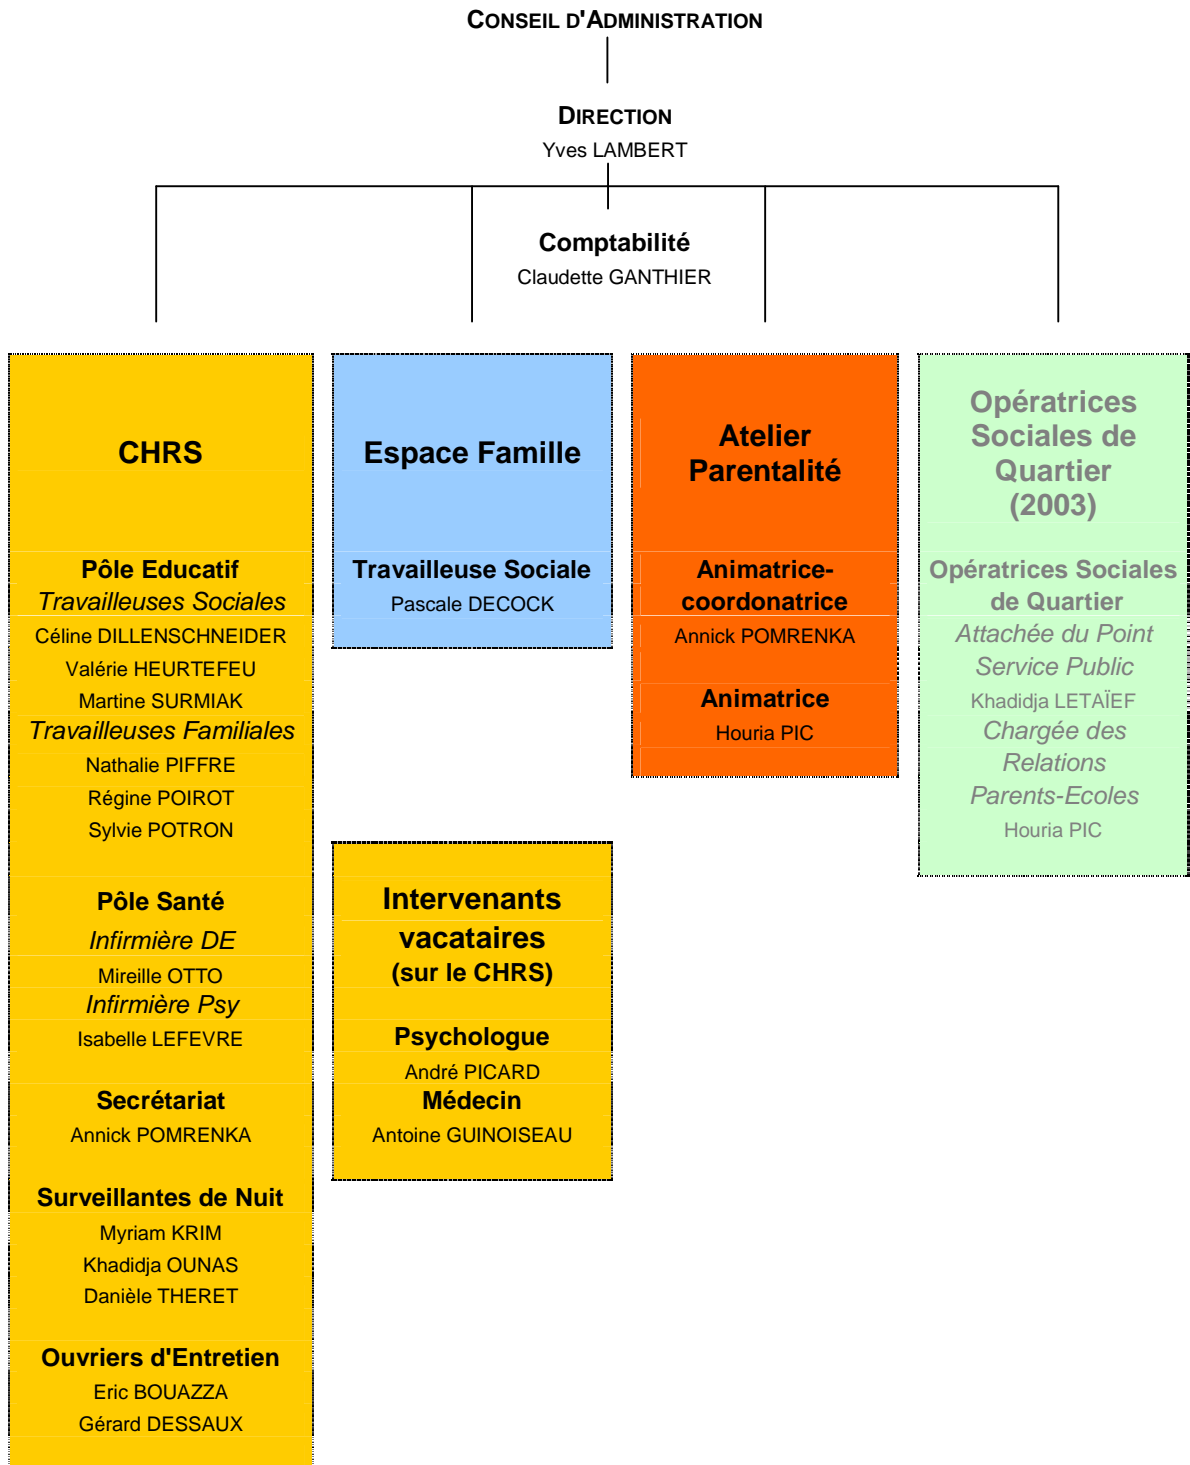 CONSEIL D'ADMINISTRATION
DIRECTION
Yves LAMBERT
Comptabilité
Claudette GANTHIER
CHRS
Pôle Educatif
Travailleuses Sociales
Céline DILLENSCHNEIDER
Valérie HEURTEFEU
Martine SURMIAK
Travailleuses Familiales
Nathalie PIFFRE
Régine POIROT
Sylvie POTRON
Pôle Santé
Infirmière DE
Mireille OTTO
Infirmière Psy
Isabelle LEFEVRE
Secrétariat
Annick POMRENKA
Surveillantes de Nuit
Myriam KRIM
Khadidja OUNAS
Danièle THERET
Ouvriers d'Entretien
Eric BOUAZZA
Gérard DESSAUX
Espace Famille
Travailleuse Sociale
Pascale DECOCK
Intervenants
vacataires
(sur le CHRS)
Psychologue
André PICARD
Médecin
Antoine GUINOISEAU
Atelier
Parentalité
Animatrice-
coordonatrice
Annick POMRENKA
Animatrice
Houria PIC
Opératrices
Sociales de
Quartier
(2003)
Opératrices Sociales
de Quartier
Attachée du Point
Service Public
Khadidja LETAÏEF
Chargée des
Relations
Parents-Ecoles
Houria PIC